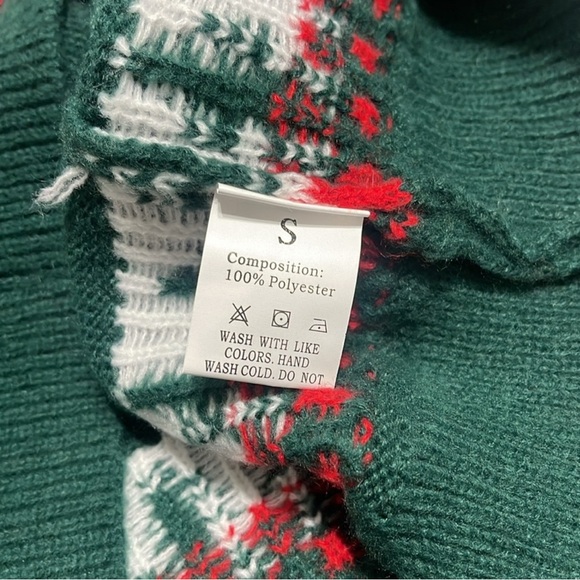 S
Composition:
100% Polyester
WASH WITH LIKE
COLORS. HAND
WASH COLD. DO NOT